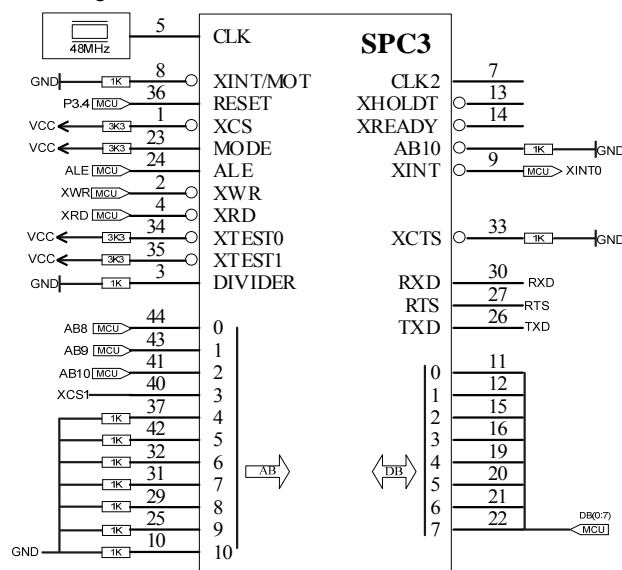 5 CLK SPC3
48MHz
GND 1K 8 XINT/MOT CLK2 7
P3.4 MCU 36 RESET XHOLDT 13
VCC 3K3 1 XCS XREADY 14
VCC 3K3 23 MODE AB10 1K GND
ALE MCU 24 ALE XINT 9 MCU XINT0
XWR MCU 2 XWR
XRD MCU 4 XRD
VCC 3K3 34 XTEST0 XCTS 33 1K GND
VCC 3K3 35 XTEST1
GND 1K 3 DIVIDER RXD 30 RXD
RTS 27 RTS
AB8 MCU 44 0 TXD 26 TXD
AB9 MCU 43 1
AB10 MCU 41 2 0 11
XCS1 40 3 1 12
1K 37 4 2 15
1K 42 5 3 16
1K 32 6 AB DB 4 19
1K 31 7 5 20
1K 29 8 6 21
1K 25 9 7 22 DB(0:7) MCU
GND 1K 10 10